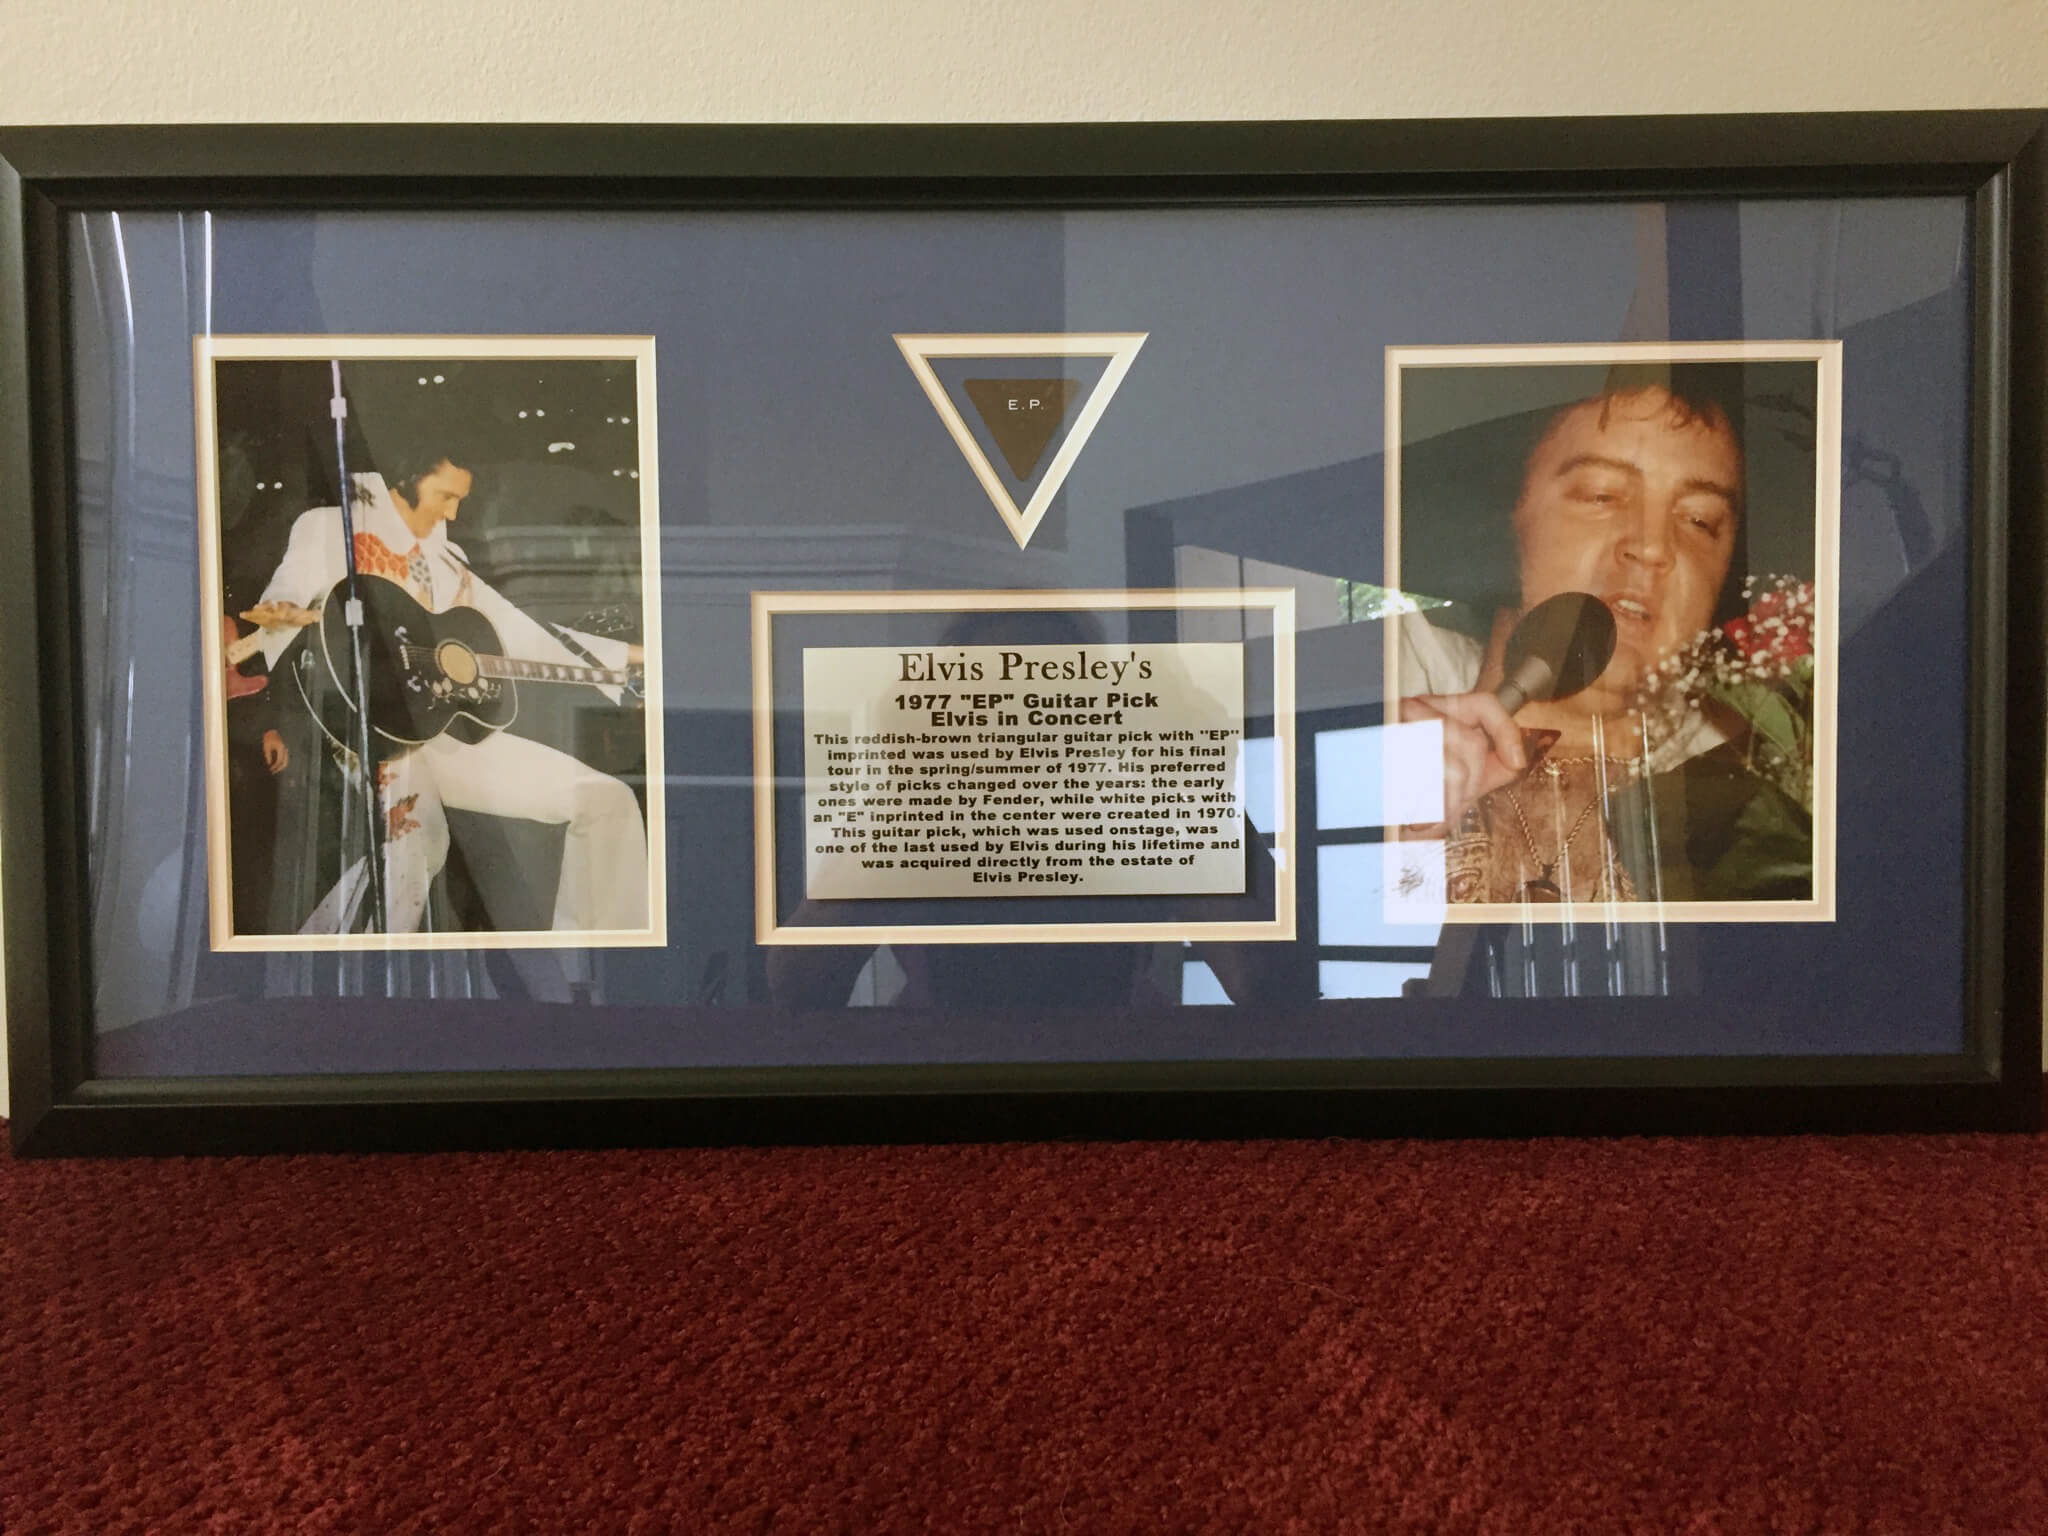 E.P.
Elvis Presley's
1977 "EP" Guitar Pick
Elvis in Concert
This reddish-brown triangular guitar pick with "EP"
imprinted was used by Elvis Presley for his final
tour in the spring/summer of 1977. His preferred
style of picks changed over the years: the early
ones were made by Fender, while white picks with
an "E" inprinted in the center were created in 1970.
This guitar pick, which was used onstage, was
one of the last used by Elvis during his lifetime and
was acquired directly from the estate of
Elvis Presley.